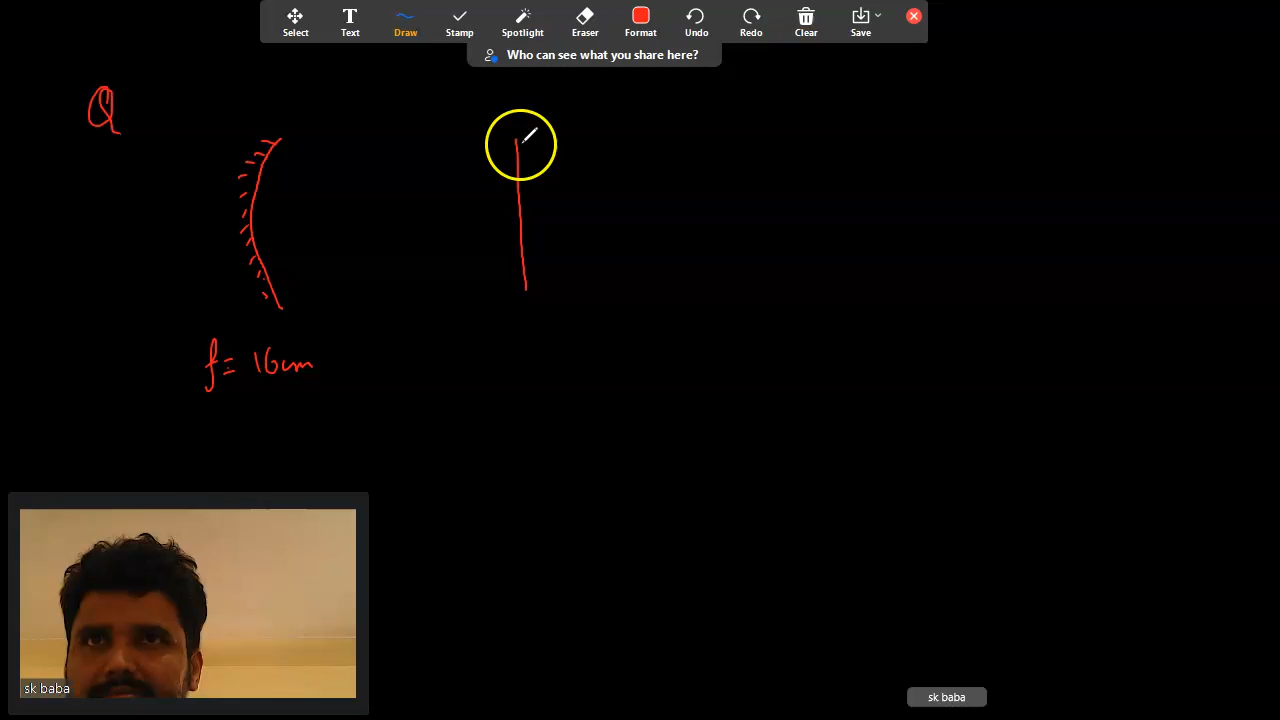 Select Text Draw Stamp Spotlight Eraser Format Undo Redo Clear Save
Who can see what you share here?
Q
f = 16cm
sk baba
sk baba